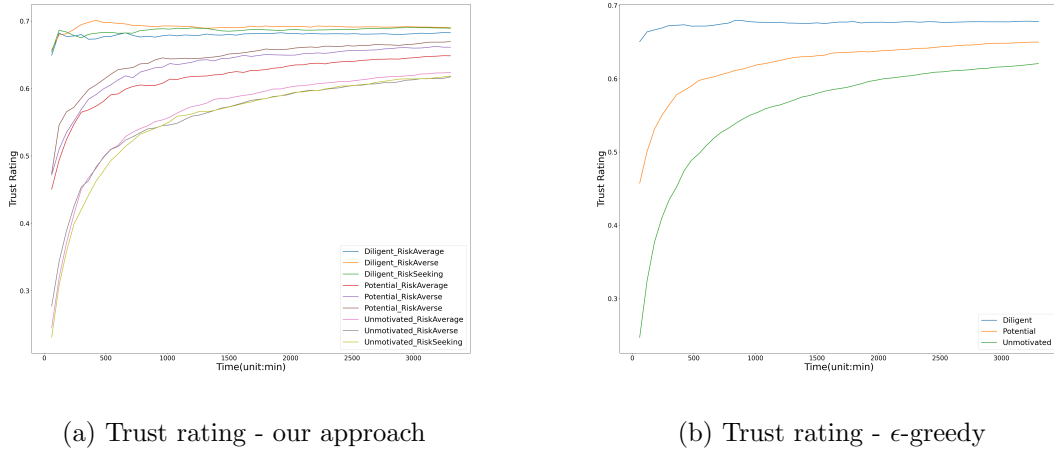 0.7
0.6
0.5
0.4
0.3
Trust Rating
0
500
1000
1500
2000
2500
3000
Time(unit:min)
Diligent_RiskAverage
Diligent_RiskAverse
Diligent_RiskSeeking
Potential_RiskAverage
Potential_RiskAverse
Potential_RiskAverse
Unmotivated_RiskAverage
Unmotivated_RiskAverse
Unmotivated_RiskSeeking
(a) Trust rating - our approach
0.7
0.6
0.5
0.4
0.3
Trust Rating
0
500
1000
1500
2000
2500
3000
Time(unit:min)
Diligent
Potential
Unmotivated
(b) Trust rating - ϵ-greedy